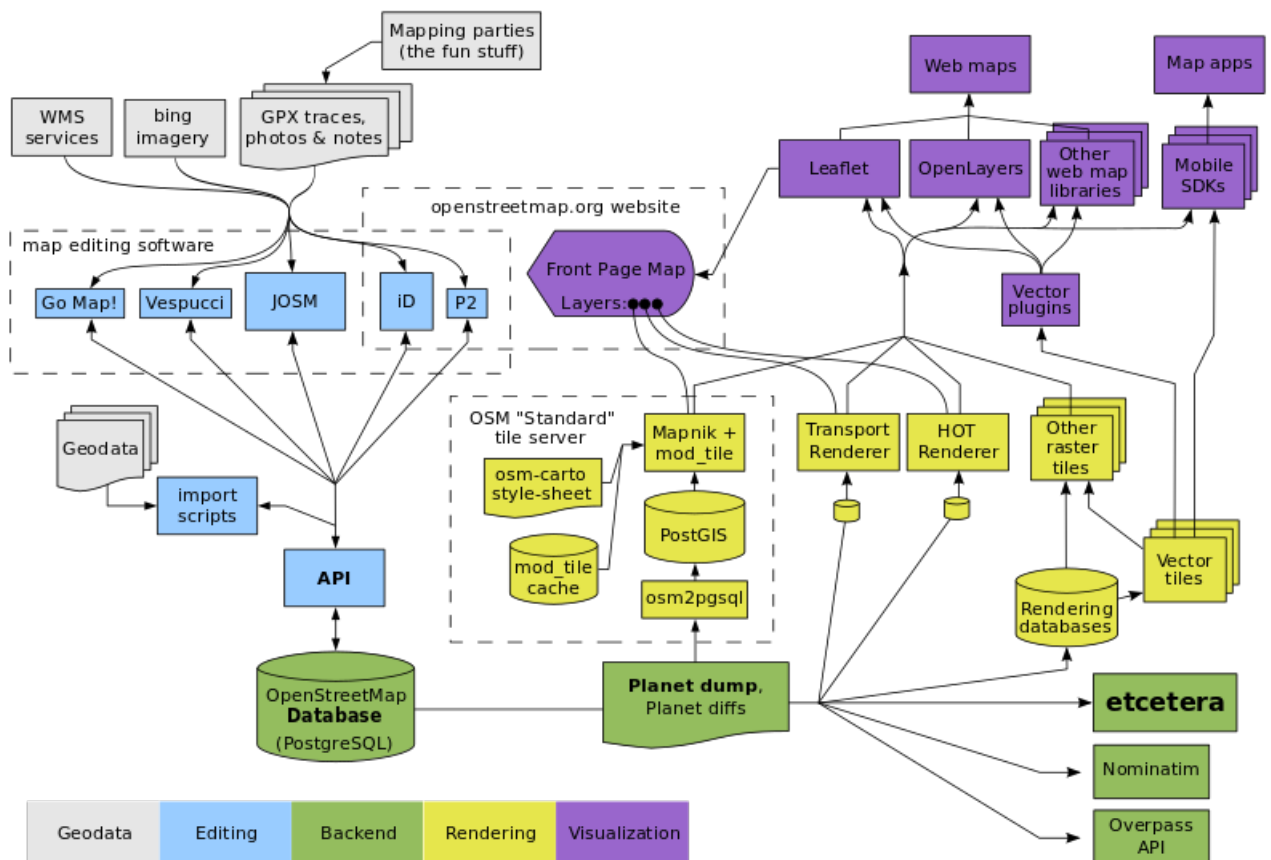 Mapping parties
(the fun stuff)
WMS
services
bing
imagery
GPX traces,
photos & notes
Web maps
Map apps
Leaflet
OpenLayers
Other
web map
libraries
Mobile
SDKs
openstreetmap.org website
map editing software
Front Page Map
Layers:
Go Map!
Vespucci
JOSM
iD
P2
Vector
plugins
Geodata
import
scripts
API
OSM "Standard"
tile server
Mapnik +
mod_tile
osm-carto
style-sheet
PostGIS
mod_tile
cache
osm2pgsql
Transport
Renderer
HOT
Renderer
Other
raster
tiles
Vector
tiles
Rendering
databases
OpenStreetMap
Database
(PostgreSQL)
Planet dump,
Planet diffs
etcetera
Nominatim
Overpass
API
Geodata
Editing
Backend
Rendering
Visualization